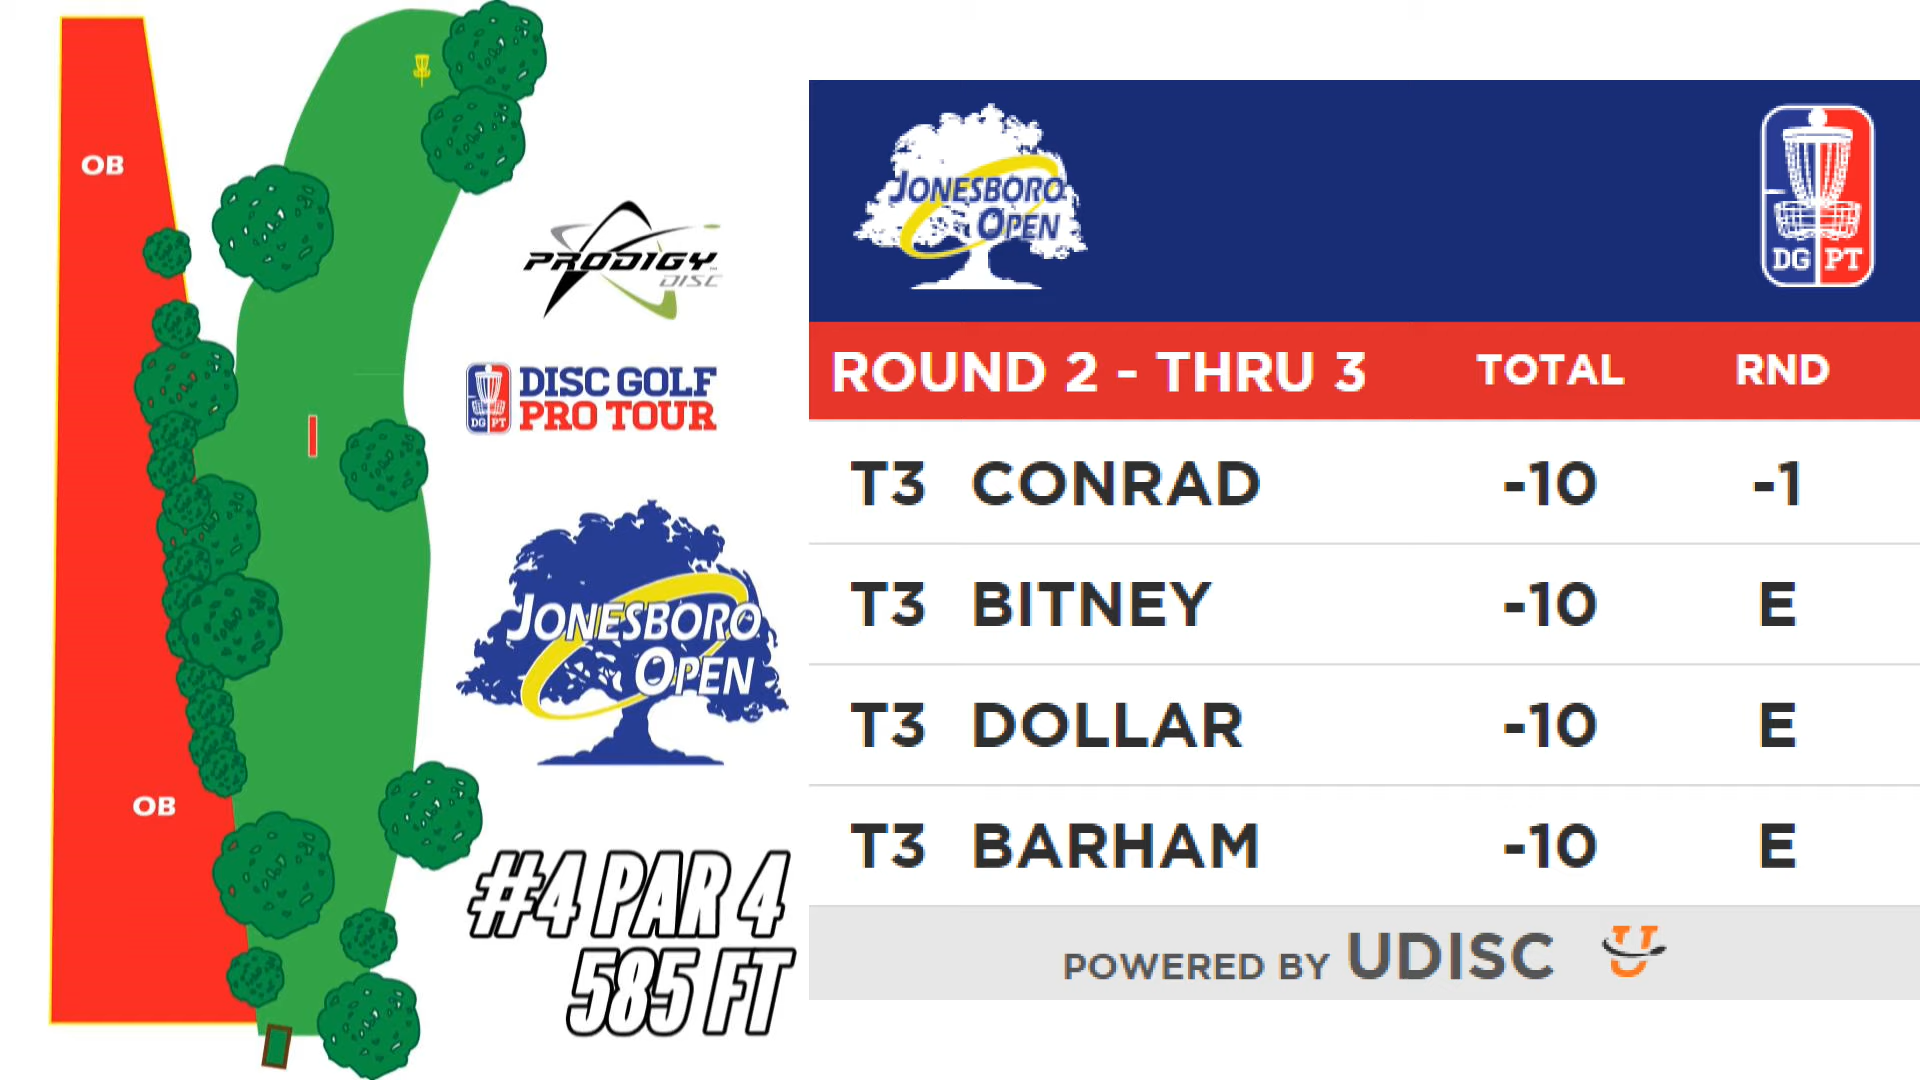 OB
OB
PRODIGY
DISC
DG PT
DISC GOLF
PRO TOUR
JONESBORO
OPEN
#4 PAR 4
585 FT
JONESBORO
OPEN
DG PT
ROUND 2 - THRU 3 TOTAL RND
T3 CONRAD -10 -1
T3 BITNEY -10 E
T3 DOLLAR -10 E
T3 BARHAM -10 E
POWERED BY UDISC